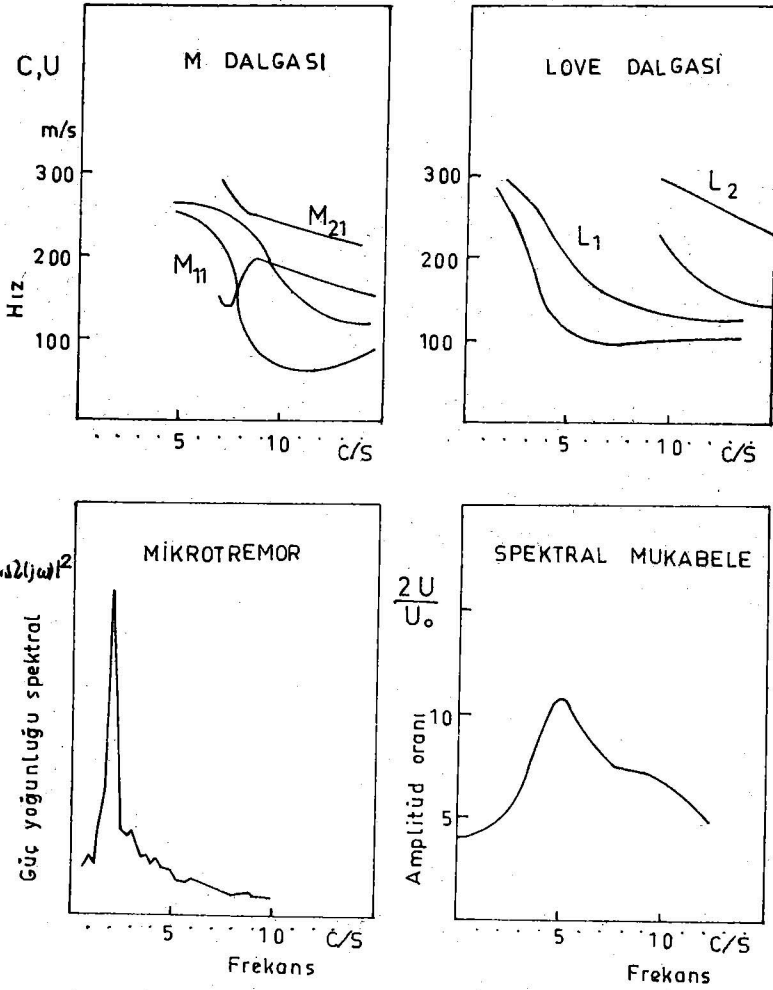 C,U
M DALGASI
m/s
300
200
100
Hız
M21
M11
5
10
C/S
LOVE DALGASI
300
200
100
L1
L2
5
10
C/S
MİKROTREMOR
Güç yoğunluğu spektral
5
10
C/S
Frekans
SPEKTRAL MUKABELE
2U
U₀
Amplitüd oranı
10
5
5
10
C/S
Frekans